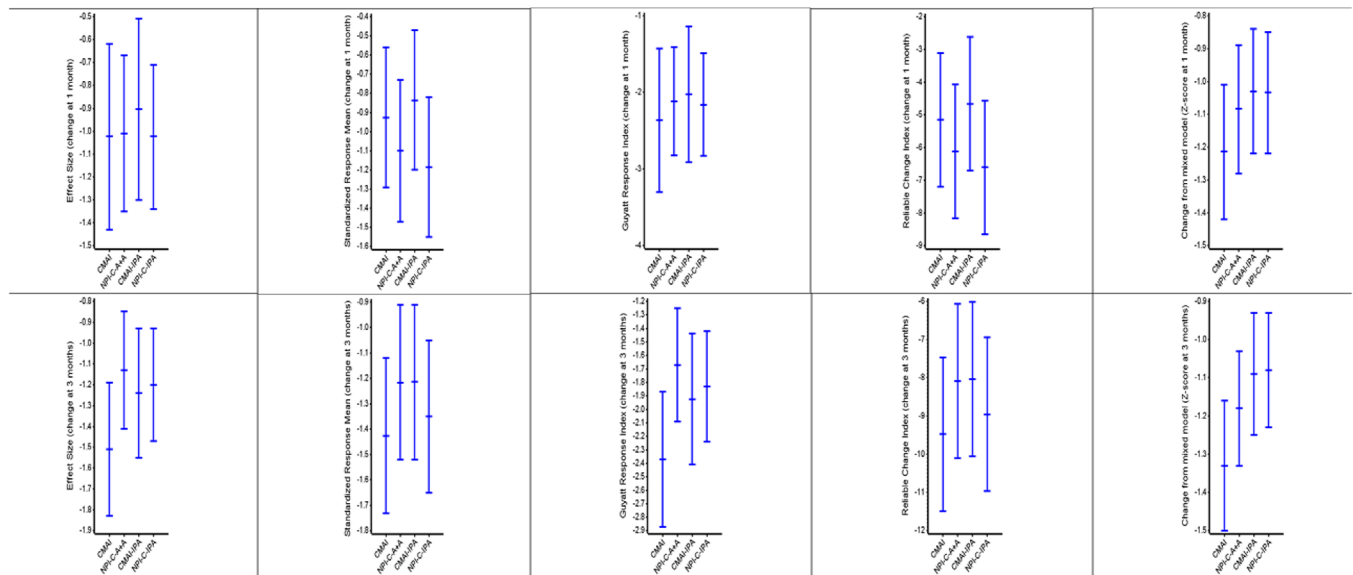 Effect Size (change at 1 month)
-0.5
-0.6
-0.7
-0.8
-0.9
-1.0
-1.1
-1.2
-1.3
-1.4
-1.5
CMAI
NPI-C-A+A
CMAI-IPA
NPI-C-IPA
Standardized Response Mean (change at 1 month)
-0.4
-0.5
-0.6
-0.7
-0.8
-0.9
-1.0
-1.1
-1.2
-1.3
-1.4
-1.5
-1.6
CMAI
NPI-C-A+A
CMAI-IPA
NPI-C-IPA
Guyatt Response Index (change at 1 month)
-1
-2
-3
-4
CMAI
NPI-C-A+A
CMAI-IPA
NPI-C-IPA
Reliable Change Index (change at 1 month)
-2
-3
-4
-5
-6
-7
-8
-9
CMAI
NPI-C-A+A
CMAI-IPA
NPI-C-IPA
Change from mixed model (Z-score at 1 month)
-0.8
-0.9
-1.0
-1.1
-1.2
-1.3
-1.4
-1.5
CMAI
NPI-C-A+A
CMAI-IPA
NPI-C-IPA
Effect Size (change at 3 months)
-0.8
-0.9
-1.0
-1.1
-1.2
-1.3
-1.4
-1.5
-1.6
-1.7
-1.8
-1.9
CMAI
NPI-C-A+A
CMAI-IPA
NPI-C-IPA
Standardized Response Mean (change at 3 months)
-0.9
-1.0
-1.1
-1.2
-1.3
-1.4
-1.5
-1.6
-1.7
-1.8
CMAI
NPI-C-A+A
CMAI-IPA
NPI-C-IPA
Guyatt Response Index (change at 3 months)
-1.2
-1.3
-1.4
-1.5
-1.6
-1.7
-1.8
-1.9
-2.0
-2.1
-2.2
-2.3
-2.4
-2.5
-2.6
-2.7
-2.8
-2.9
CMAI
NPI-C-A+A
CMAI-IPA
NPI-C-IPA
Reliable Change Index (change at 3 months)
-6
-7
-8
-9
-10
-11
-12
CMAI
NPI-C-A+A
CMAI-IPA
NPI-C-IPA
Change from mixed model (Z-score at 3 months)
-0.9
-1.0
-1.1
-1.2
-1.3
-1.4
-1.5
CMAI
NPI-C-A+A
CMAI-IPA
NPI-C-IPA